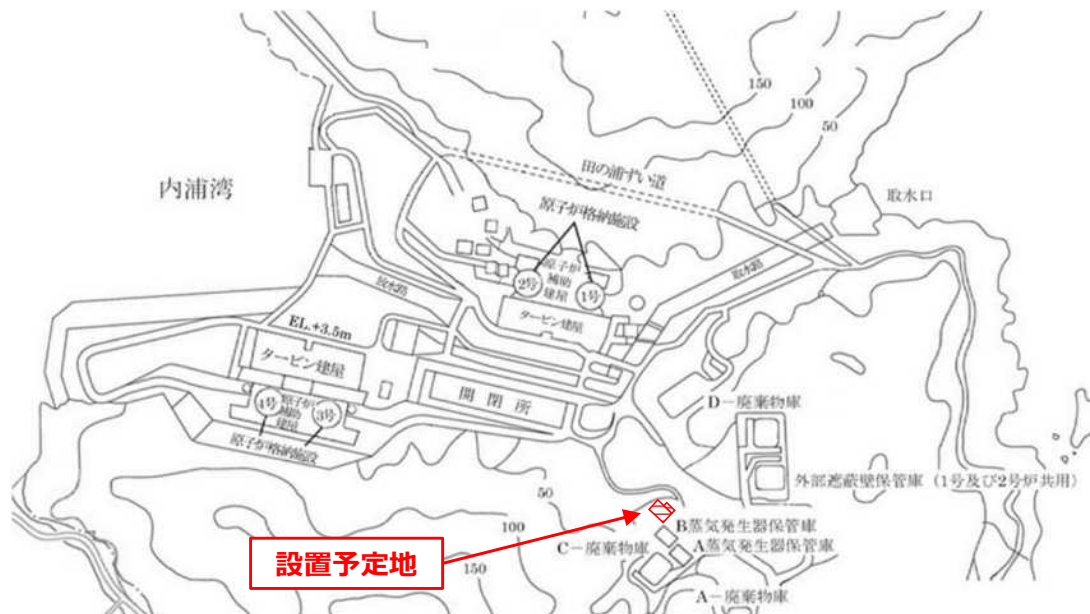 150
100
50
内浦湾
田の浦ずい道
取水口
原子炉格納施設
原子炉
補助
建屋
2号
1号
取水路
放水路
タービン建屋
EL.+3.5m
タービン建屋
開閉所
原子炉
補助
建屋
4号
3号
原子炉格納施設
D-廃棄物庫
外部遮蔽壁保管庫（1号及び2号炉共用）
50
100
150
設置予定地
B蒸気発生器保管庫
C-廃棄物庫
A蒸気発生器保管庫
A-廃棄物庫